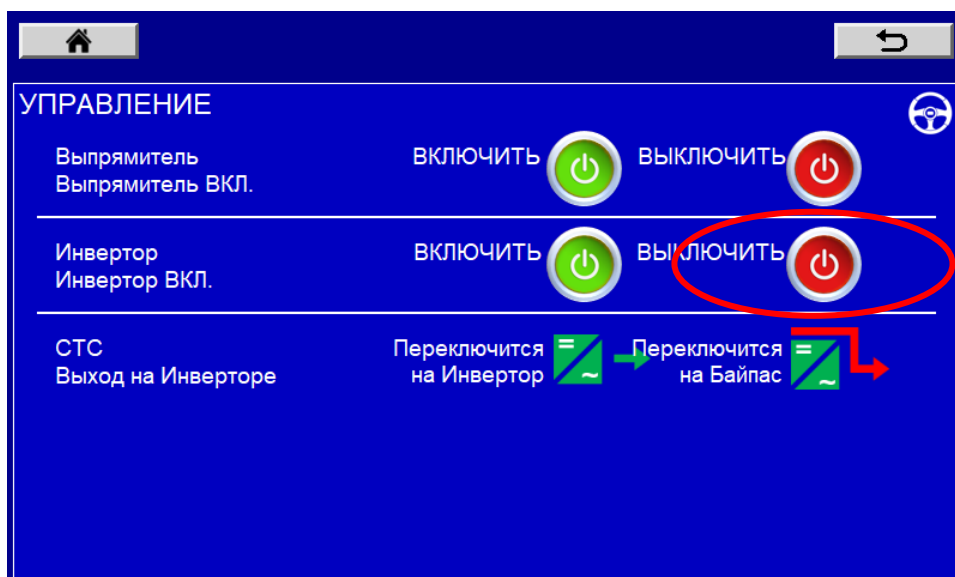 УПРАВЛЕНИЕ
Выпрямитель
Выпрямитель ВКЛ.
ВКЛЮЧИТЬ
ВЫКЛЮЧИТЬ
Инвертор
Инвертор ВКЛ.
ВКЛЮЧИТЬ
ВЫКЛЮЧИТЬ
СТС
Выход на Инверторе
Переключится
на Инвертор
Переключится
на Байпас